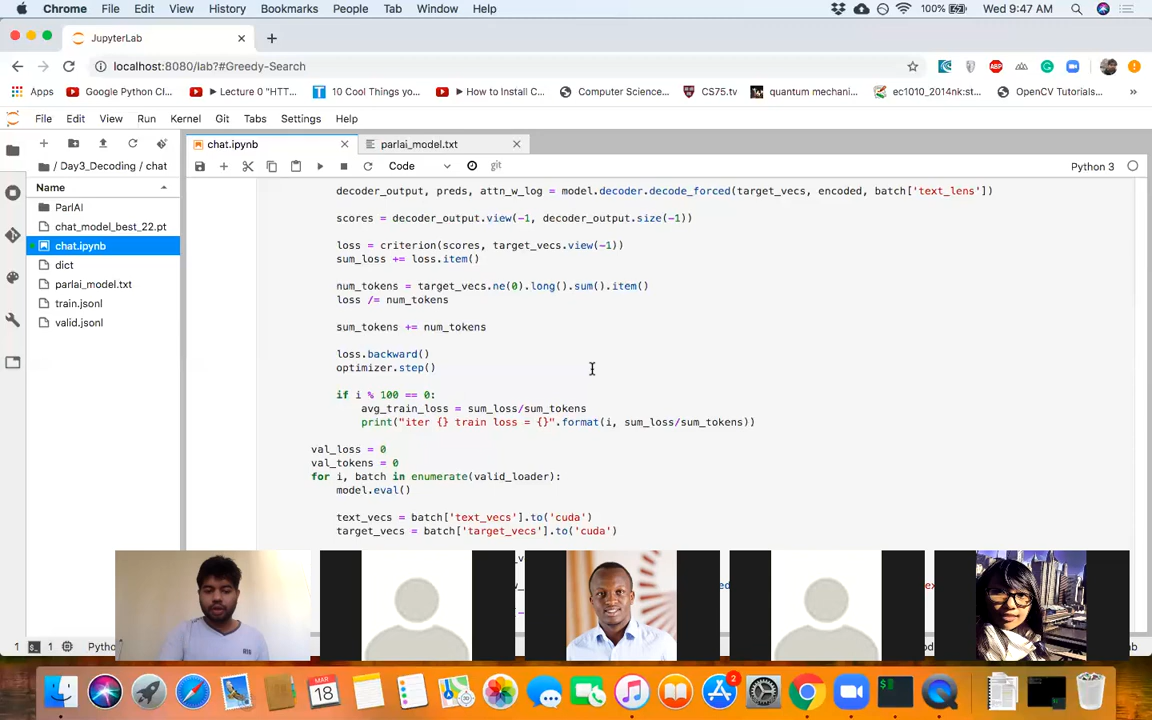 Chrome File Edit View History Bookmarks People Tab Window Help 100% Wed 9:47 AM
JupyterLab
localhost:8080/lab?#Greedy-Search
Apps Google Python Cl... ▶ Lecture 0 "HTT... 10 Cool Things yo... ▶ How to Install C... Computer Science... CS75.tv quantum mechani... ec1010_2014nk:st... OpenCV Tutorials... »
File Edit View Run Kernel Git Tabs Settings Help
chat.ipynb parlai_model.txt
/ Day3_Decoding / chat
Code git Python 3
Name
ParlAI
chat_model_best_22.pt
chat.ipynb
dict
parlai_model.txt
train.jsonl
valid.jsonl
decoder_output, preds, attn_w_log = model.decoder.decode_forced(target_vecs, encoded, batch['text_lens'])
scores = decoder_output.view(-1, decoder_output.size(-1))
loss = criterion(scores, target_vecs.view(-1))
sum_loss += loss.item()
num_tokens = target_vecs.ne(0).long().sum().item()
loss /= num_tokens
sum_tokens += num_tokens
loss.backward()
optimizer.step()
if i % 100 == 0:
avg_train_loss = sum_loss/sum_tokens
print("iter {} train loss = {}".format(i, sum_loss/sum_tokens))
val_loss = 0
val_tokens = 0
for i, batch in enumerate(valid_loader):
model.eval()
text_vecs = batch['text_vecs'].to('cuda')
target_vecs = batch['target_vecs'].to('cuda')
1 1 Pytho
MAR
18
2